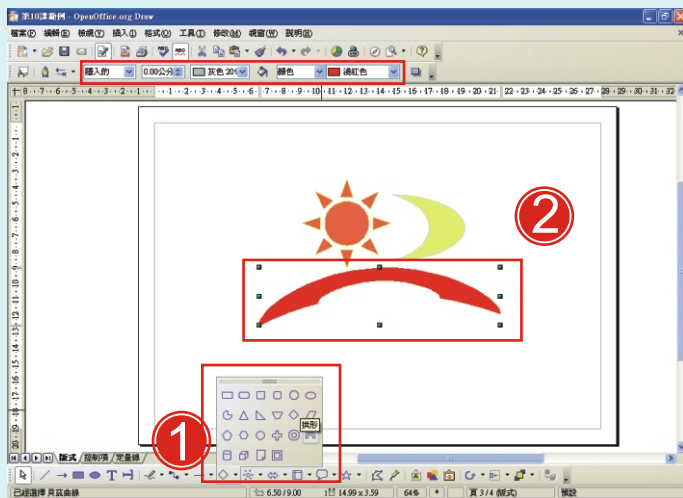 第10課範例 - OpenOffice.org Draw
檔案(F) 編輯(E) 檢視(V) 插入(I) 格式(O) 工具(T) 修改(M) 視窗(W) 說明(H)
隱入的 0.00公分 灰色 20% 顏色 淺紅色
2
1
拱形
版式 控制項 定量線
已經選擇 貝茲曲線 6.50 / 9.00 14.99 x 3.59 64% * 頁 3 / 4 (版式) 預設